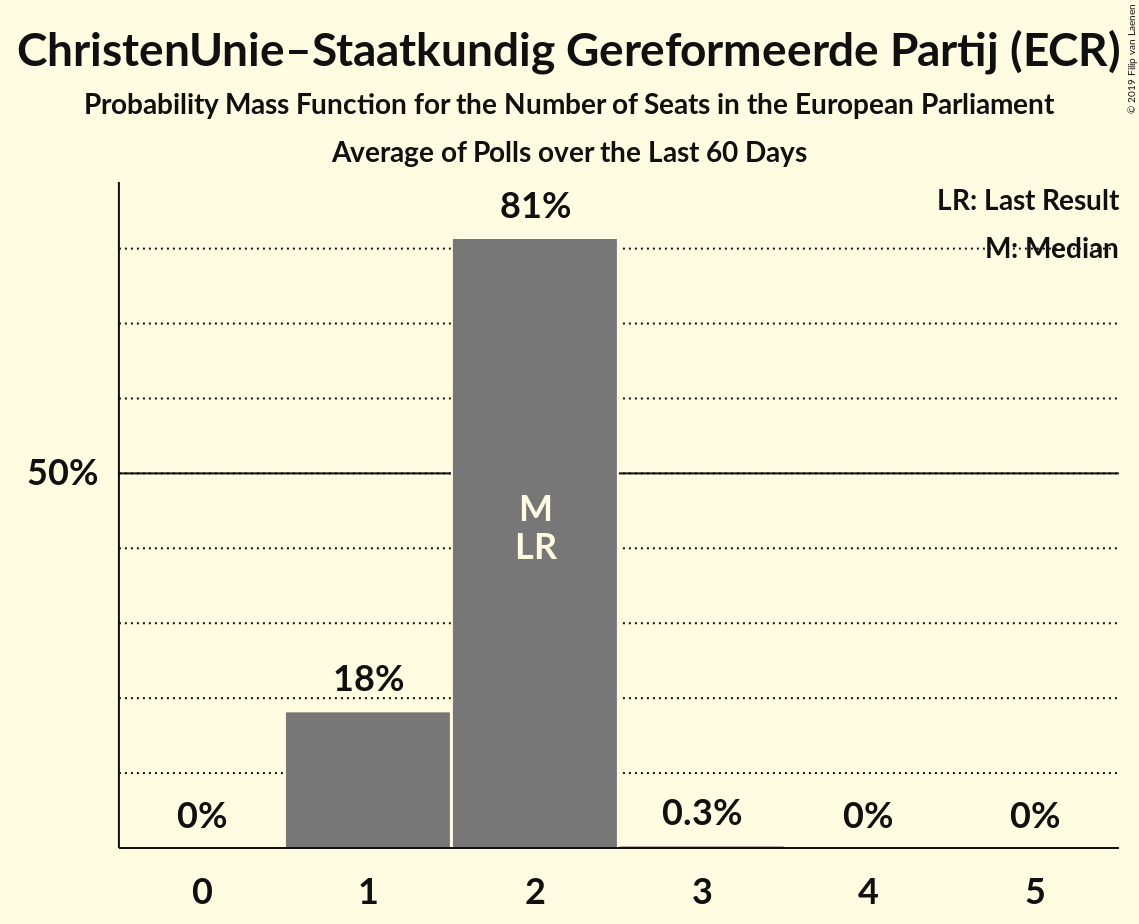 ChristenUnie–Staatkundig Gereformeerde Partij (ECR)
Probability Mass Function for the Number of Seats in the European Parliament
Average of Polls over the Last 60 Days
© 2019 Filip van Laenen
LR: Last Result
M: Median
81%
50%
M
LR
18%
0%
0.3%
0%
0%
0 1 2 3 4 5